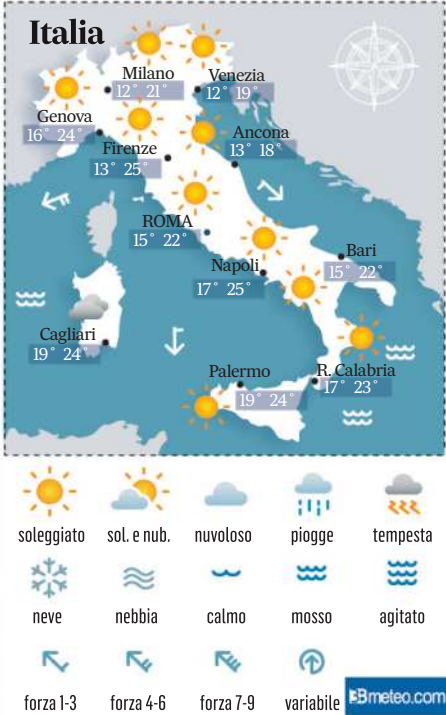 Italia
Milano
12° 21°
Venezia
12° 19°
Genova
16° 24°
Firenze
13° 25°
Ancona
13° 18°
ROMA
15° 22°
Napoli
17° 25°
Bari
15° 22°
Cagliari
19° 24°
Palermo
19° 24°
R. Calabria
17° 23°
soleggiato sol. e nub. nuvoloso piogge tempesta
neve nebbia calmo mosso agitato
forza 1-3 forza 4-6 forza 7-9 variabile
3Bmeteo.com